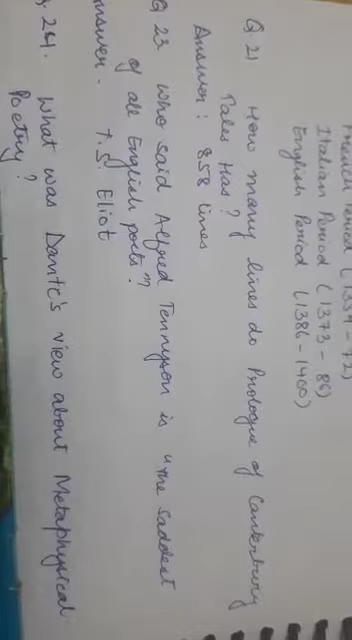 French Period (1359-72)
Italian Period (1373-86)
English Period (1386-1400)
Q 21 How many lines do Prologue of Canterbury
Tales Has?
Answer: 858 lines
Q 23 Who said Alfred Tennyson is "the saddest
of all English poets"?
Answer. T.S. Eliot
24. What was Dante's view about Metaphysical
Poetry?